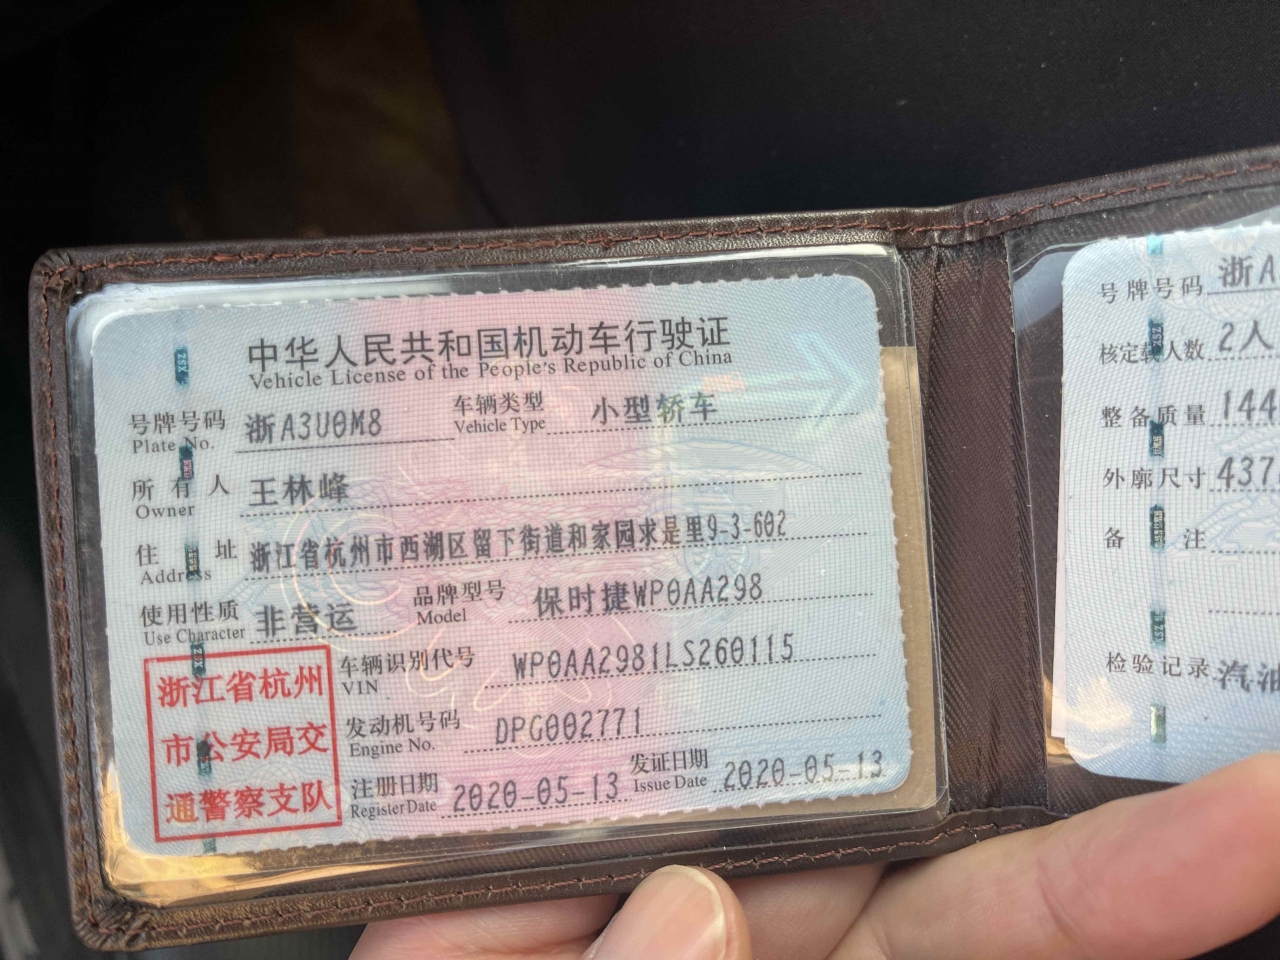 中华人民共和国机动车行驶证
Vehicle License of the People's Republic of China
号牌号码 浙A3U0M8 车辆类型 小型轿车
Plate No. Vehicle Type
所有人 王林峰
Owner
住址 浙江省杭州市西湖区留下街道和家园求是里9-3-602
Address
使用性质 非营运 品牌型号 保时捷WP0AA298
Use Character Model
浙江省杭州
市公安局交
通警察支队
车辆识别代号 WP0AA2981LS260115
VIN
发动机号码 DPG002771
Engine No.
注册日期 2020-05-13 发证日期 2020-05-13
Register Date Issue Date
号牌号码 浙A
核定载人数 2人
整备质量 144
外廓尺寸 437
备注
检验记录 汽油